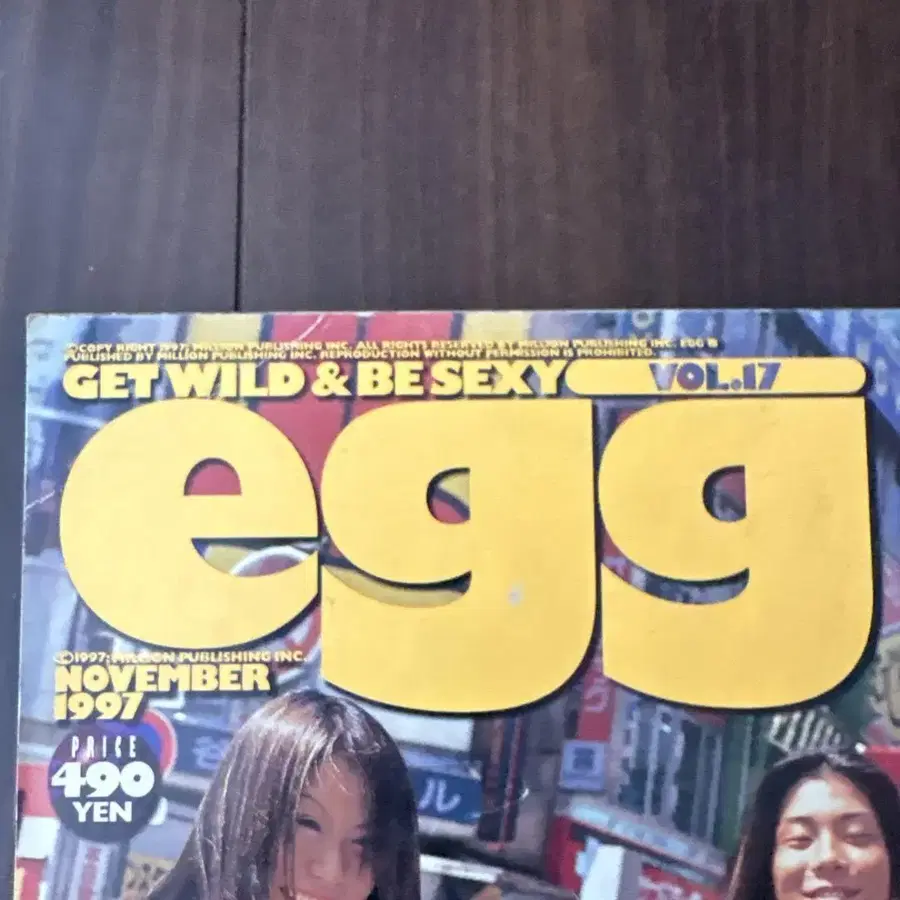 ©COPY RIGHT 1997; MILLION PUBLISHING INC. ALL RIGHTS RESERVED BY MILLION PUBLISHING INC. EGG IS
PUBLISHED BY MILLION PUBLISHING INC. REPRODUCTION WITHOUT PERMISSION IS PROHIBITED.
GET WILD & BE SEXY VOL.17
egg
©1997; MILLION PUBLISHING INC.
NOVEMBER
1997
PRICE
490
YEN
ル